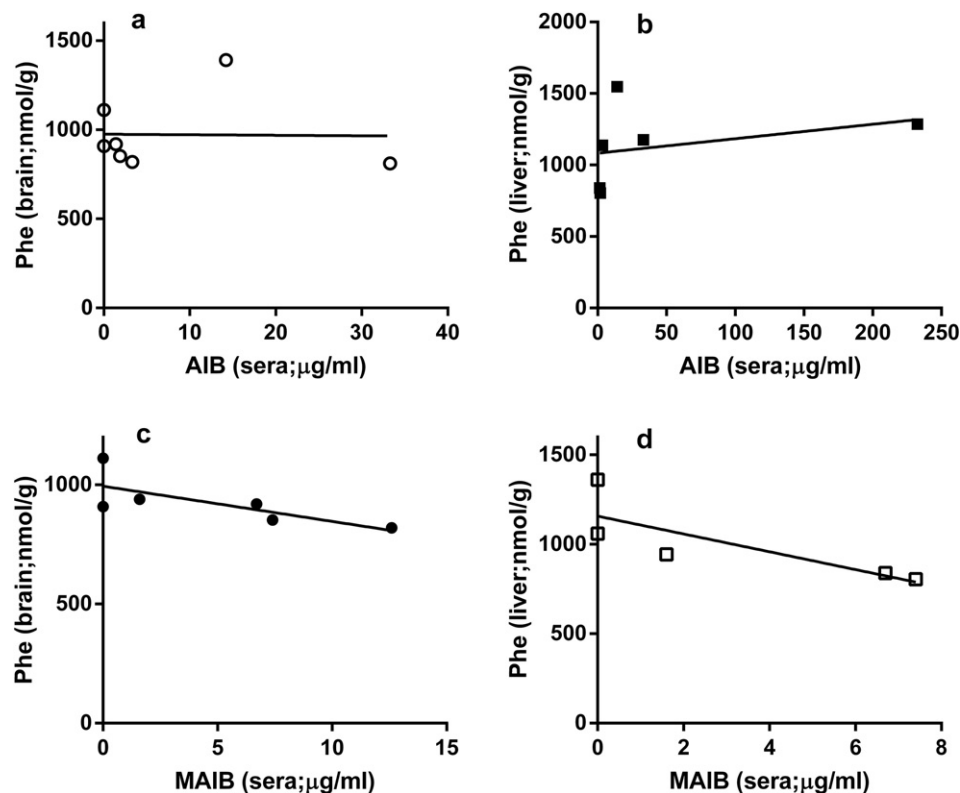 a
Phe (brain;nmol/g)
1500
1000
500
0
0 10 20 30 40
AIB (sera;μg/ml)
b
Phe (liver;nmol/g)
2000
1500
1000
500
0
0 50 100 150 200 250
AIB (sera;μg/ml)
c
Phe (brain;nmol/g)
1000
500
0
0 5 10 15
MAIB (sera;μg/ml)
d
Phe (liver;nmol/g)
1500
1000
500
0
0 2 4 6 8
MAIB (sera;μg/ml)